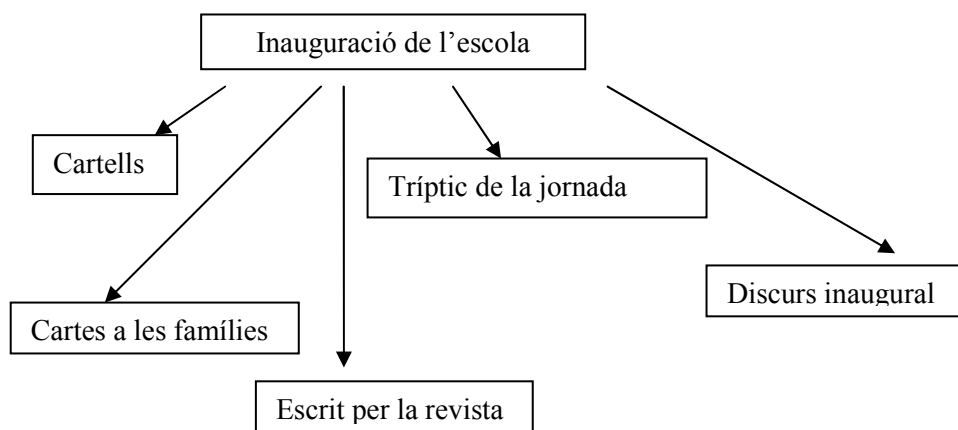 Inauguració de l’escola
Cartells
Tríptic de la jornada
Discurs inaugural
Cartes a les famílies
Escrit per la revista